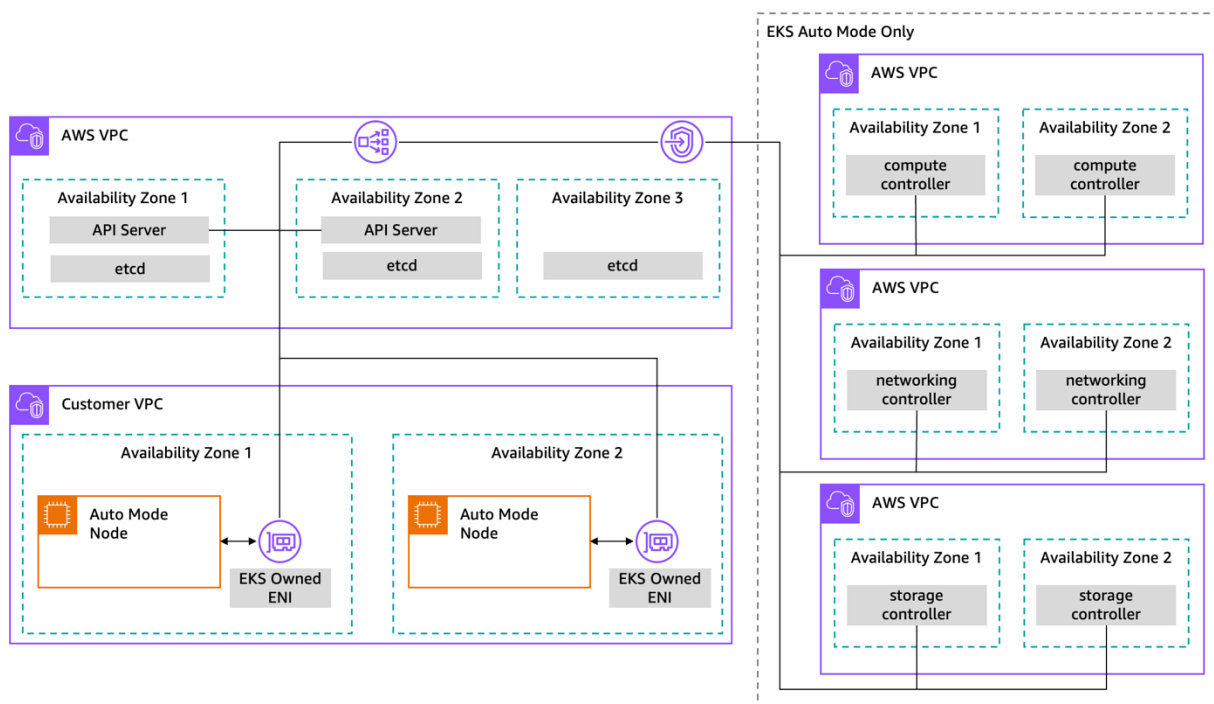 EKS Auto Mode Only
AWS VPC
Availability Zone 1
Availability Zone 2
compute
controller
compute
controller
AWS VPC
Availability Zone 1
Availability Zone 2
Availability Zone 3
API Server
API Server
etcd
etcd
etcd
AWS VPC
Availability Zone 1
Availability Zone 2
networking
controller
networking
controller
Customer VPC
Availability Zone 1
Availability Zone 2
Auto Mode
Node
Auto Mode
Node
EKS Owned
ENI
EKS Owned
ENI
AWS VPC
Availability Zone 1
Availability Zone 2
storage
controller
storage
controller